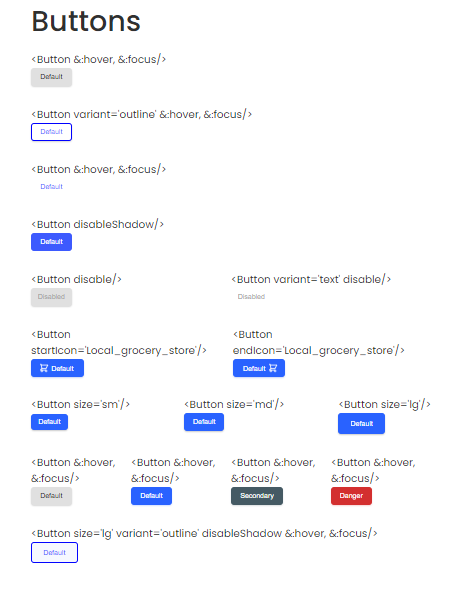 Buttons
<Button &:hover, &:focus/>
Default
<Button variant='outline' &:hover, &:focus/>
Default
<Button &:hover, &:focus/>
Default
<Button disableShadow/>
Default
<Button disable/>
Disabled
<Button variant='text' disable/>
Disabled
<Button
startIcon='Local_grocery_store'/>
Default
<Button
endIcon='Local_grocery_store'/>
Default
<Button size='sm'/>
Default
<Button size='md'/>
Default
<Button size='lg'/>
Default
<Button &:hover,
&:focus/>
Default
<Button &:hover,
&:focus/>
Default
<Button &:hover,
&:focus/>
Secondary
<Button &:hover,
&:focus/>
Danger
<Button size='lg' variant='outline' disableShadow &:hover, &:focus/>
Default